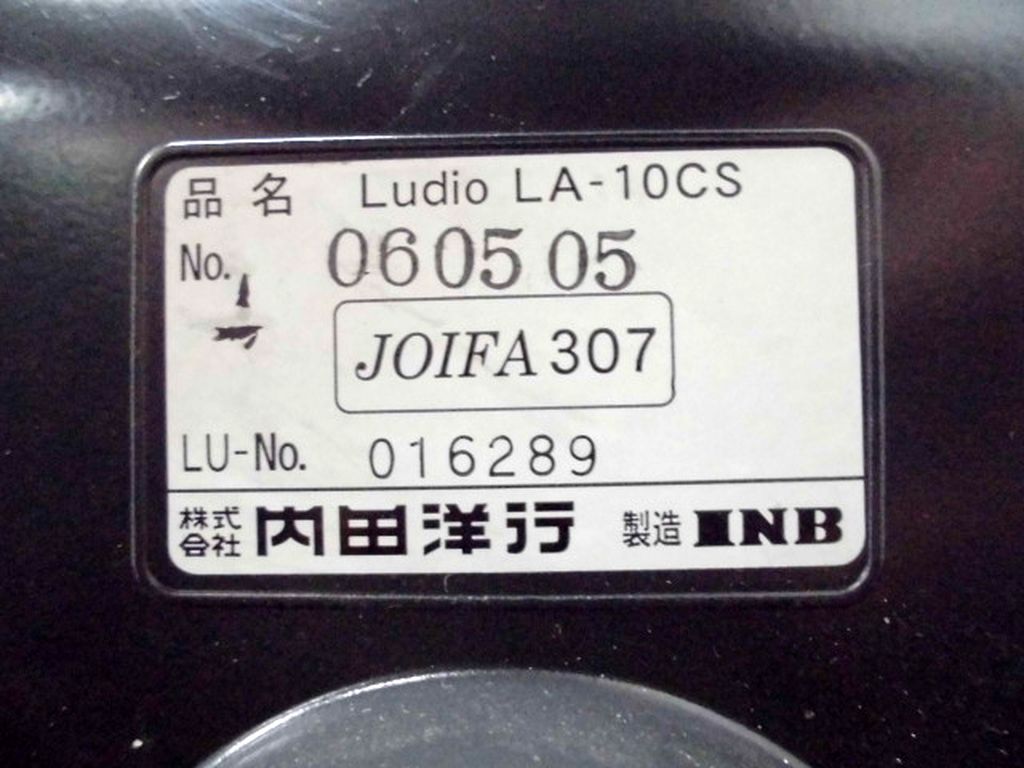 品名 Ludio LA-10CS
No. 060505
JOIFA 307
LU-No. 016289
株式会社 内田洋行 製造 INB